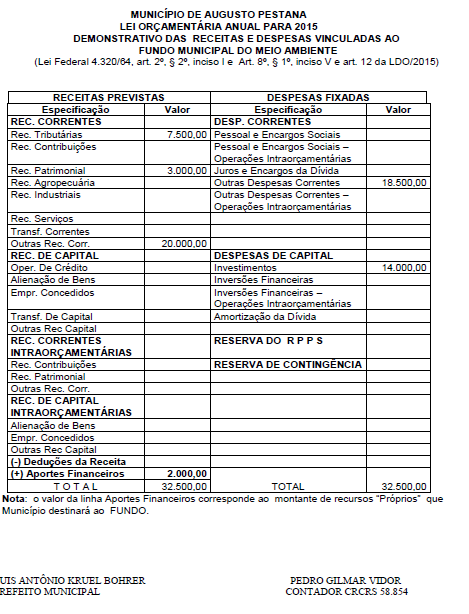 MUNICÍPIO DE AUGUSTO PESTANA
LEI ORÇAMENTÁRIA ANUAL PARA 2015
DEMONSTRATIVO DAS RECEITAS E DESPESAS VINCULADAS AO
FUNDO MUNICIPAL DO MEIO AMBIENTE
(Lei Federal 4.320/64, art. 2º, § 2º, inciso I e Art. 8º, § 1º, inciso V e art. 12 da LDO/2015)
RECEITAS PREVISTAS DESPESAS FIXADAS
Especificação Valor Especificação Valor
REC. CORRENTES DESP. CORRENTES
Rec. Tributárias 7.500,00 Pessoal e Encargos Sociais
Rec. Contribuições Pessoal e Encargos Sociais –
Operações Intraorçamentárias
Rec. Patrimonial 3.000,00 Juros e Encargos da Dívida
Rec. Agropecuária Outras Despesas Correntes 18.500,00
Rec. Industriais Outras Despesas Correntes –
Operações Intraorçamentárias
Rec. Serviços
Transf. Correntes
Outras Rec. Corr. 20.000,00
REC. DE CAPITAL DESPESAS DE CAPITAL
Oper. De Crédito Investimentos 14.000,00
Alienação de Bens Inversões Financeiras
Empr. Concedidos Inversões Financeiras –
Operações Intraorçamentárias
Transf. De Capital Amortização da Dívida
Outras Rec Capital
REC. CORRENTES RESERVA DO R P P S
INTRAORÇAMENTÁRIAS
Rec. Contribuições RESERVA DE CONTINGÊNCIA
Rec. Patrimonial
Outras Rec. Corr.
REC. DE CAPITAL
INTRAORÇAMENTÁRIAS
Alienação de Bens
Empr. Concedidos
Outras Rec Capital
(-) Deduções da Receita
(+) Aportes Financeiros 2.000,00
T O T A L 32.500,00 TOTAL 32.500,00
Nota: o valor da linha Aportes Financeiros corresponde ao montante de recursos "Próprios" que
Município destinará ao FUNDO.
UIS ANTÔNIO KRUEL BOHRER PEDRO GILMAR VIDOR
REFEITO MUNICIPAL CONTADOR CRCRS 58.854